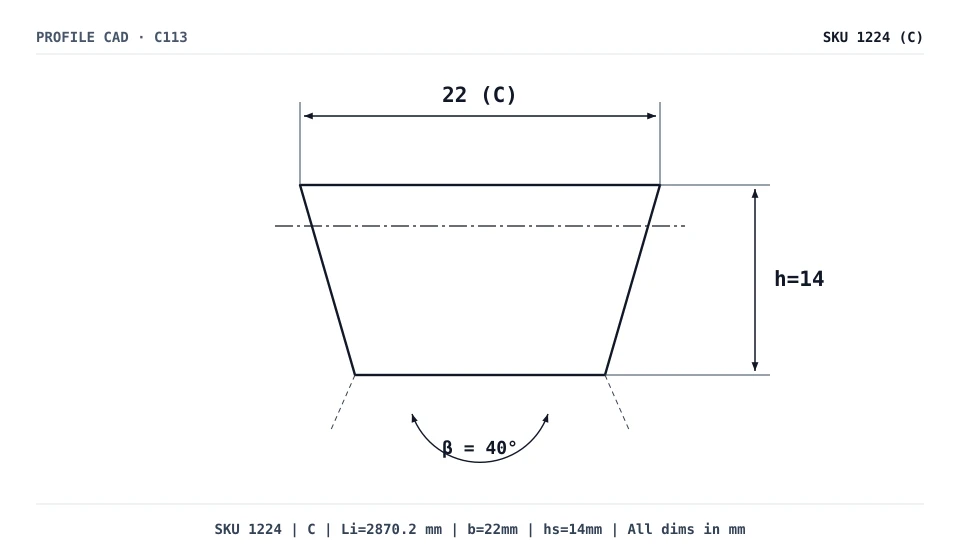 PROFILE CAD · C113
SKU 1224 (C)
22 (C)
h=14
β = 40°
SKU 1224 | C | Li=2870.2 mm | b=22mm | hs=14mm | All dims in mm